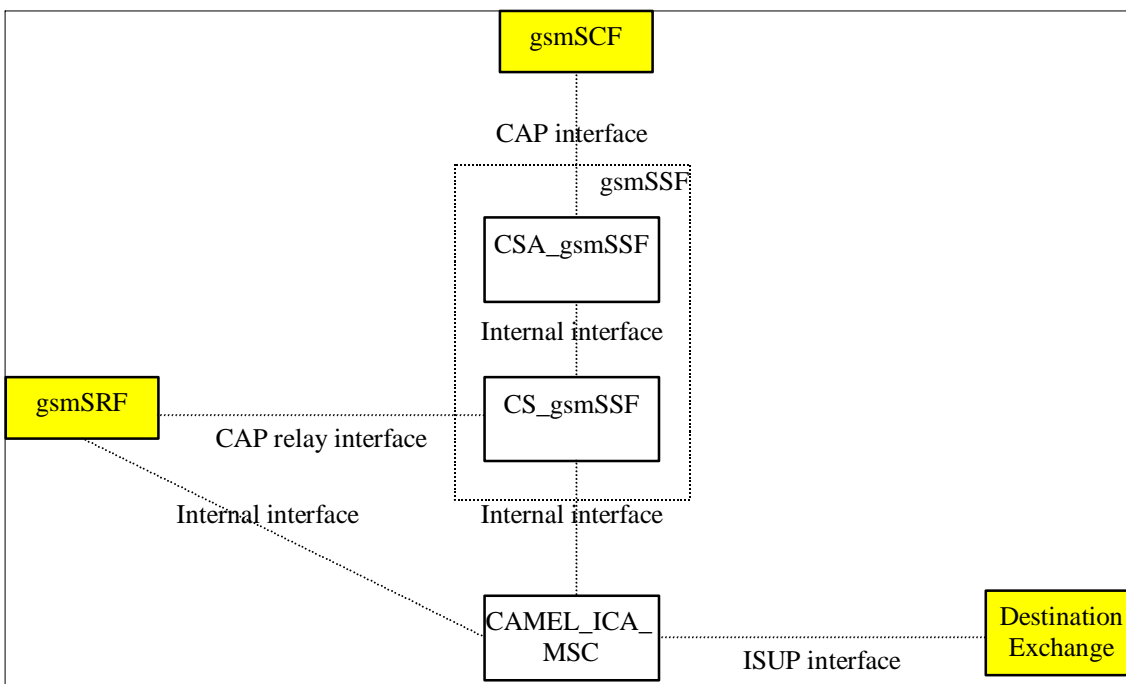 gsmSCF
CAP interface
gsmSSF
CSA_gsmSSF
Internal interface
gsmSRF
CS_gsmSSF
CAP relay interface
Internal interface
Internal interface
CAMEL_ICA_
MSC
Destination
Exchange
ISUP interface